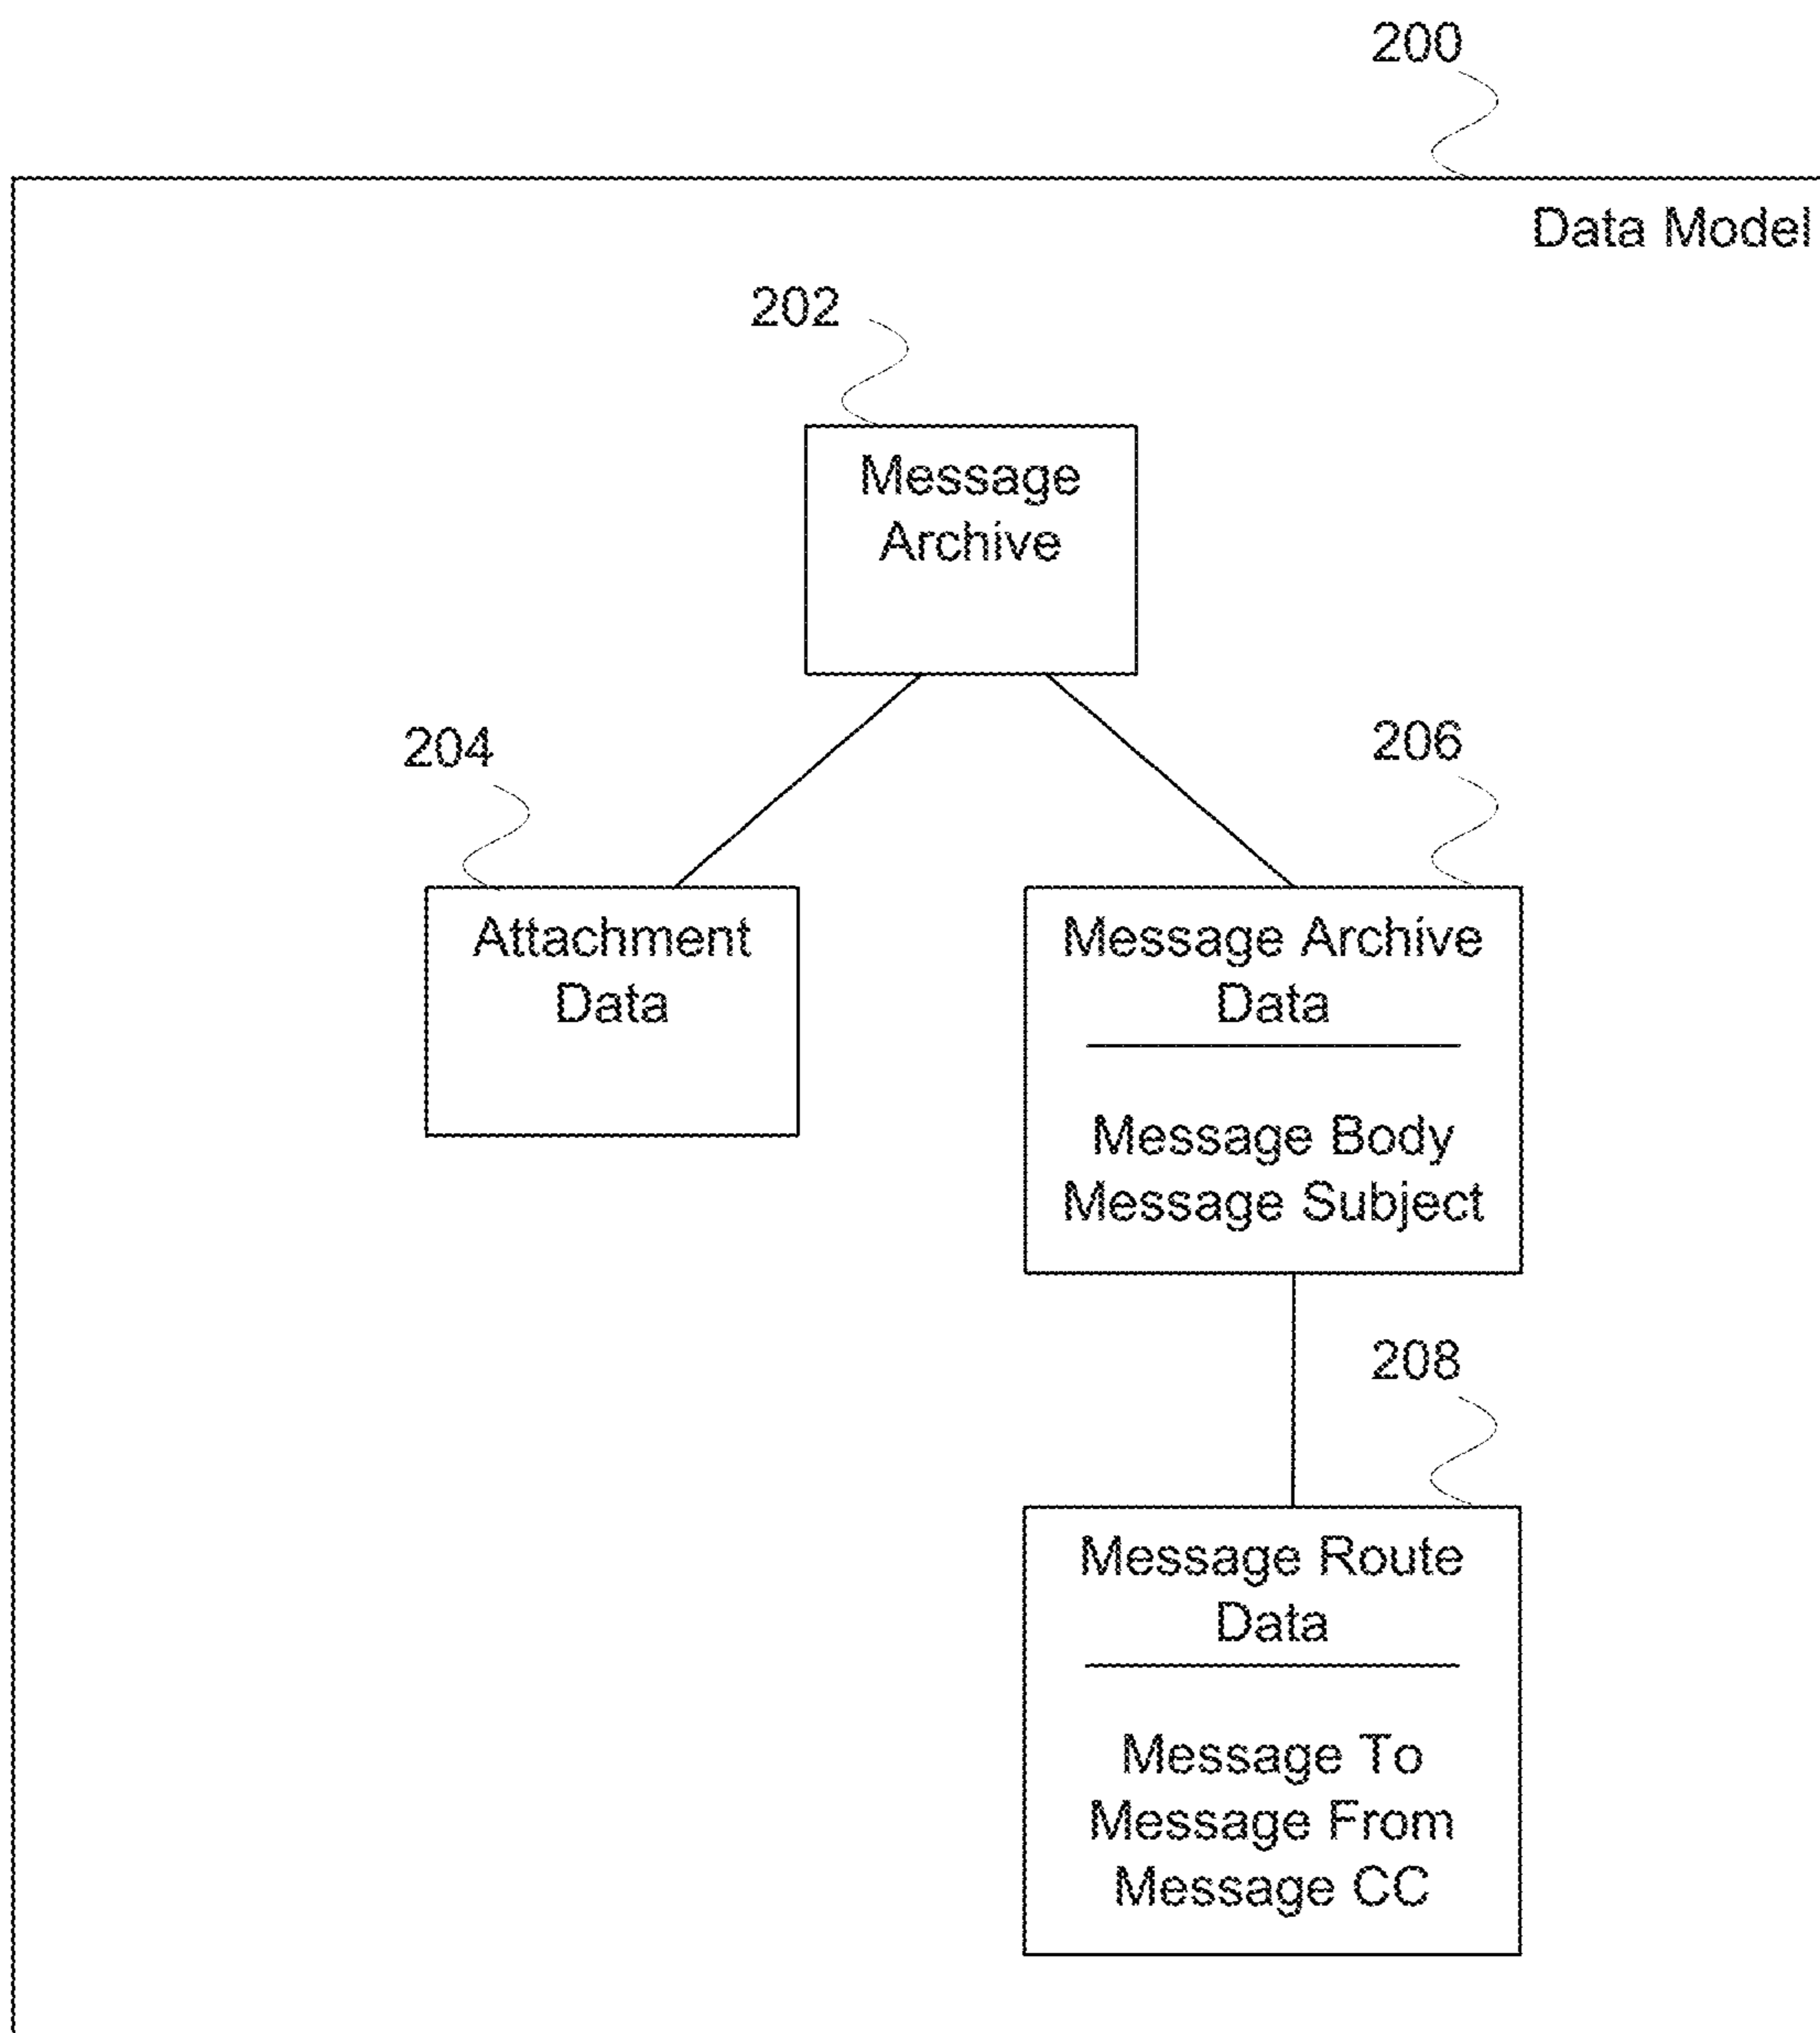 200
Data Model
202
Message
Archive
204
206
Attachment
Data
Message Archive
Data
Message Body
Message Subject
208
Message Route
Data
Message To
Message From
Message CC